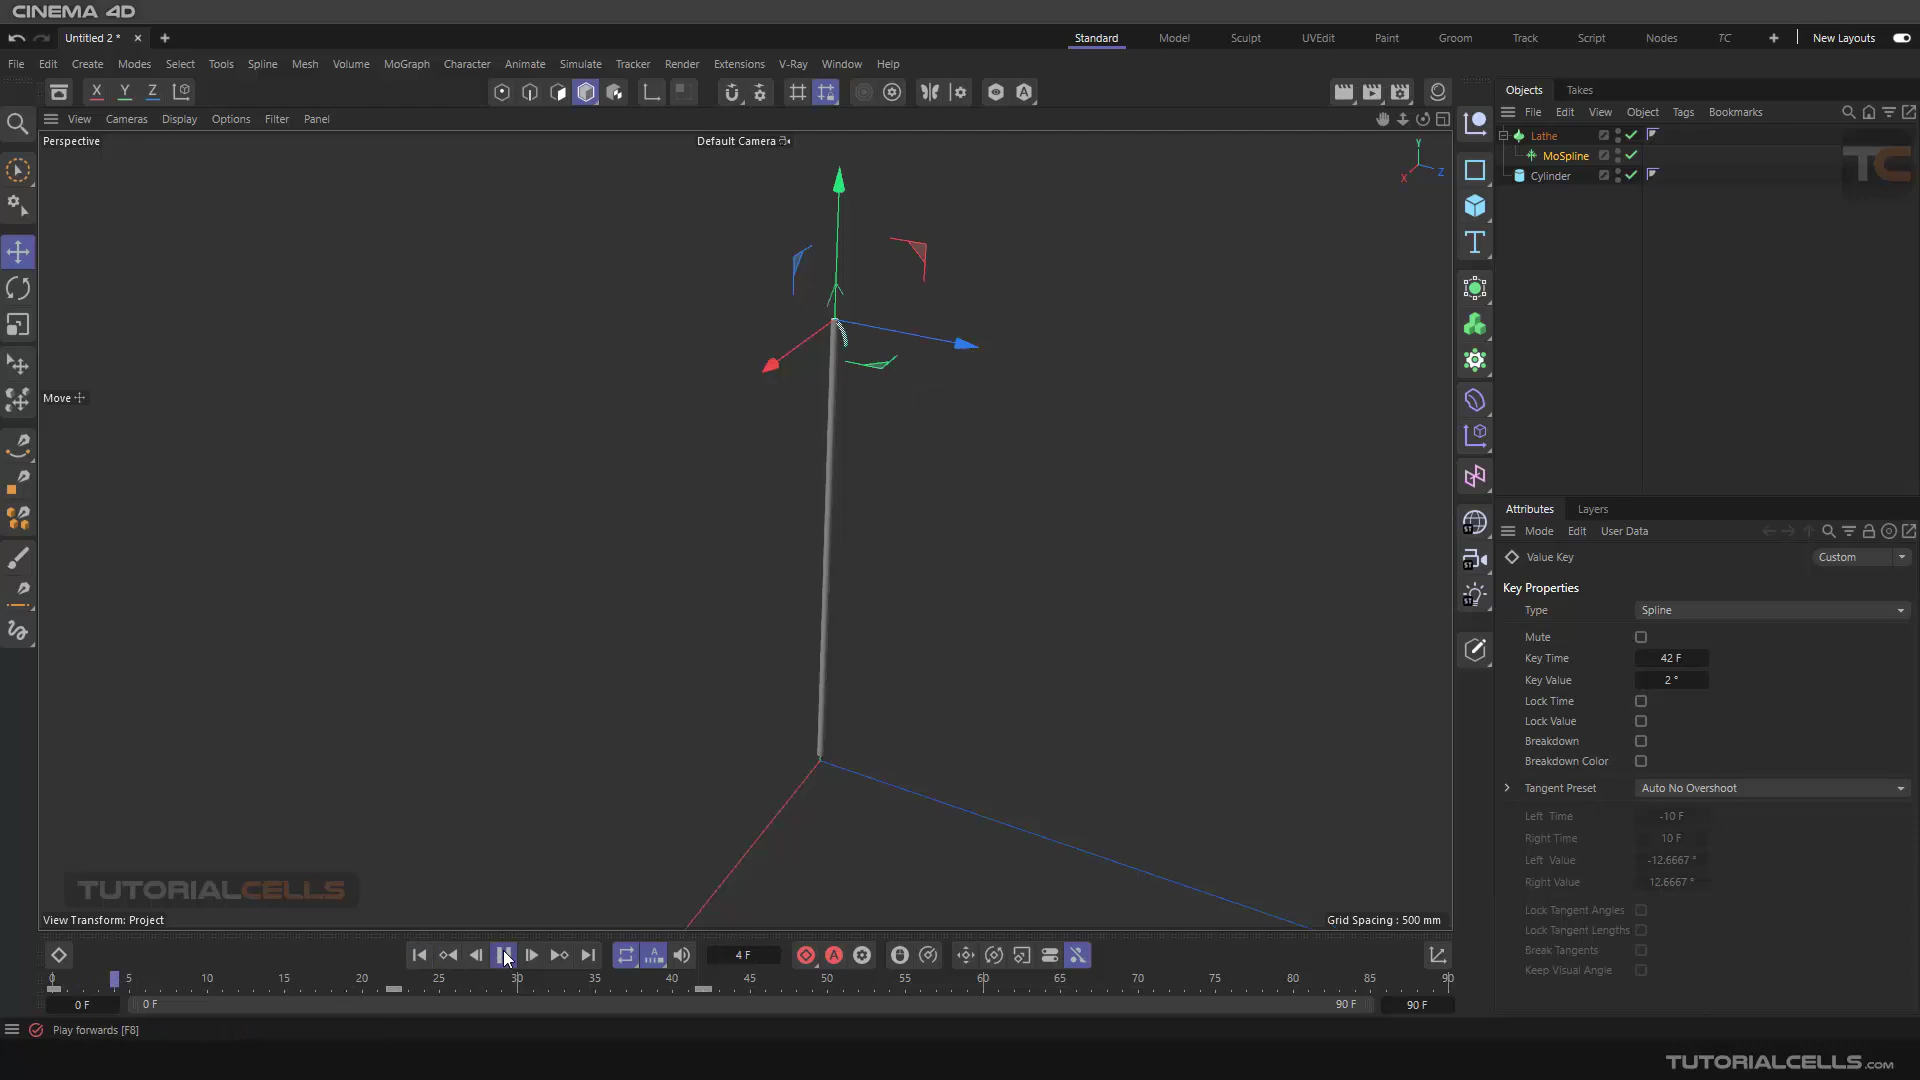 CINEMA 4D
Untitled 2 *
Standard
Model
Sculpt
UVEdit
Paint
Groom
Track
Script
Nodes
TC
New Layouts
File Edit Create Modes Select Tools Spline Mesh Volume MoGraph Character Animate Simulate Tracker Render Extensions V-Ray Window Help
X Y Z
View Cameras Display Options Filter Panel
Perspective
Default Camera
Y
X
Z
Move
TUTORIALCELLS
View Transform: Project
Grid Spacing : 500 mm
Objects Takes
File Edit View Object Tags Bookmarks
Lathe
MoSpline
Cylinder
TC
Attributes Layers
Mode Edit User Data
Value Key
Custom
Key Properties
Type Spline
Mute
Key Time 42 F
Key Value 2 °
Lock Time
Lock Value
Breakdown
Breakdown Color
Tangent Preset Auto No Overshoot
Left Time -10 F
Right Time 10 F
Left Value -12.6667 °
Right Value 12.6667 °
Lock Tangent Angles
Lock Tangent Lengths
Break Tangents
Keep Visual Angle
4 F
0 5 10 15 20 25 30 35 40 45 50 55 60 65 70 75 80 85 90
0 F
0 F
90 F
90 F
Play forwards [F8]
TUTORIALCELLS.COM